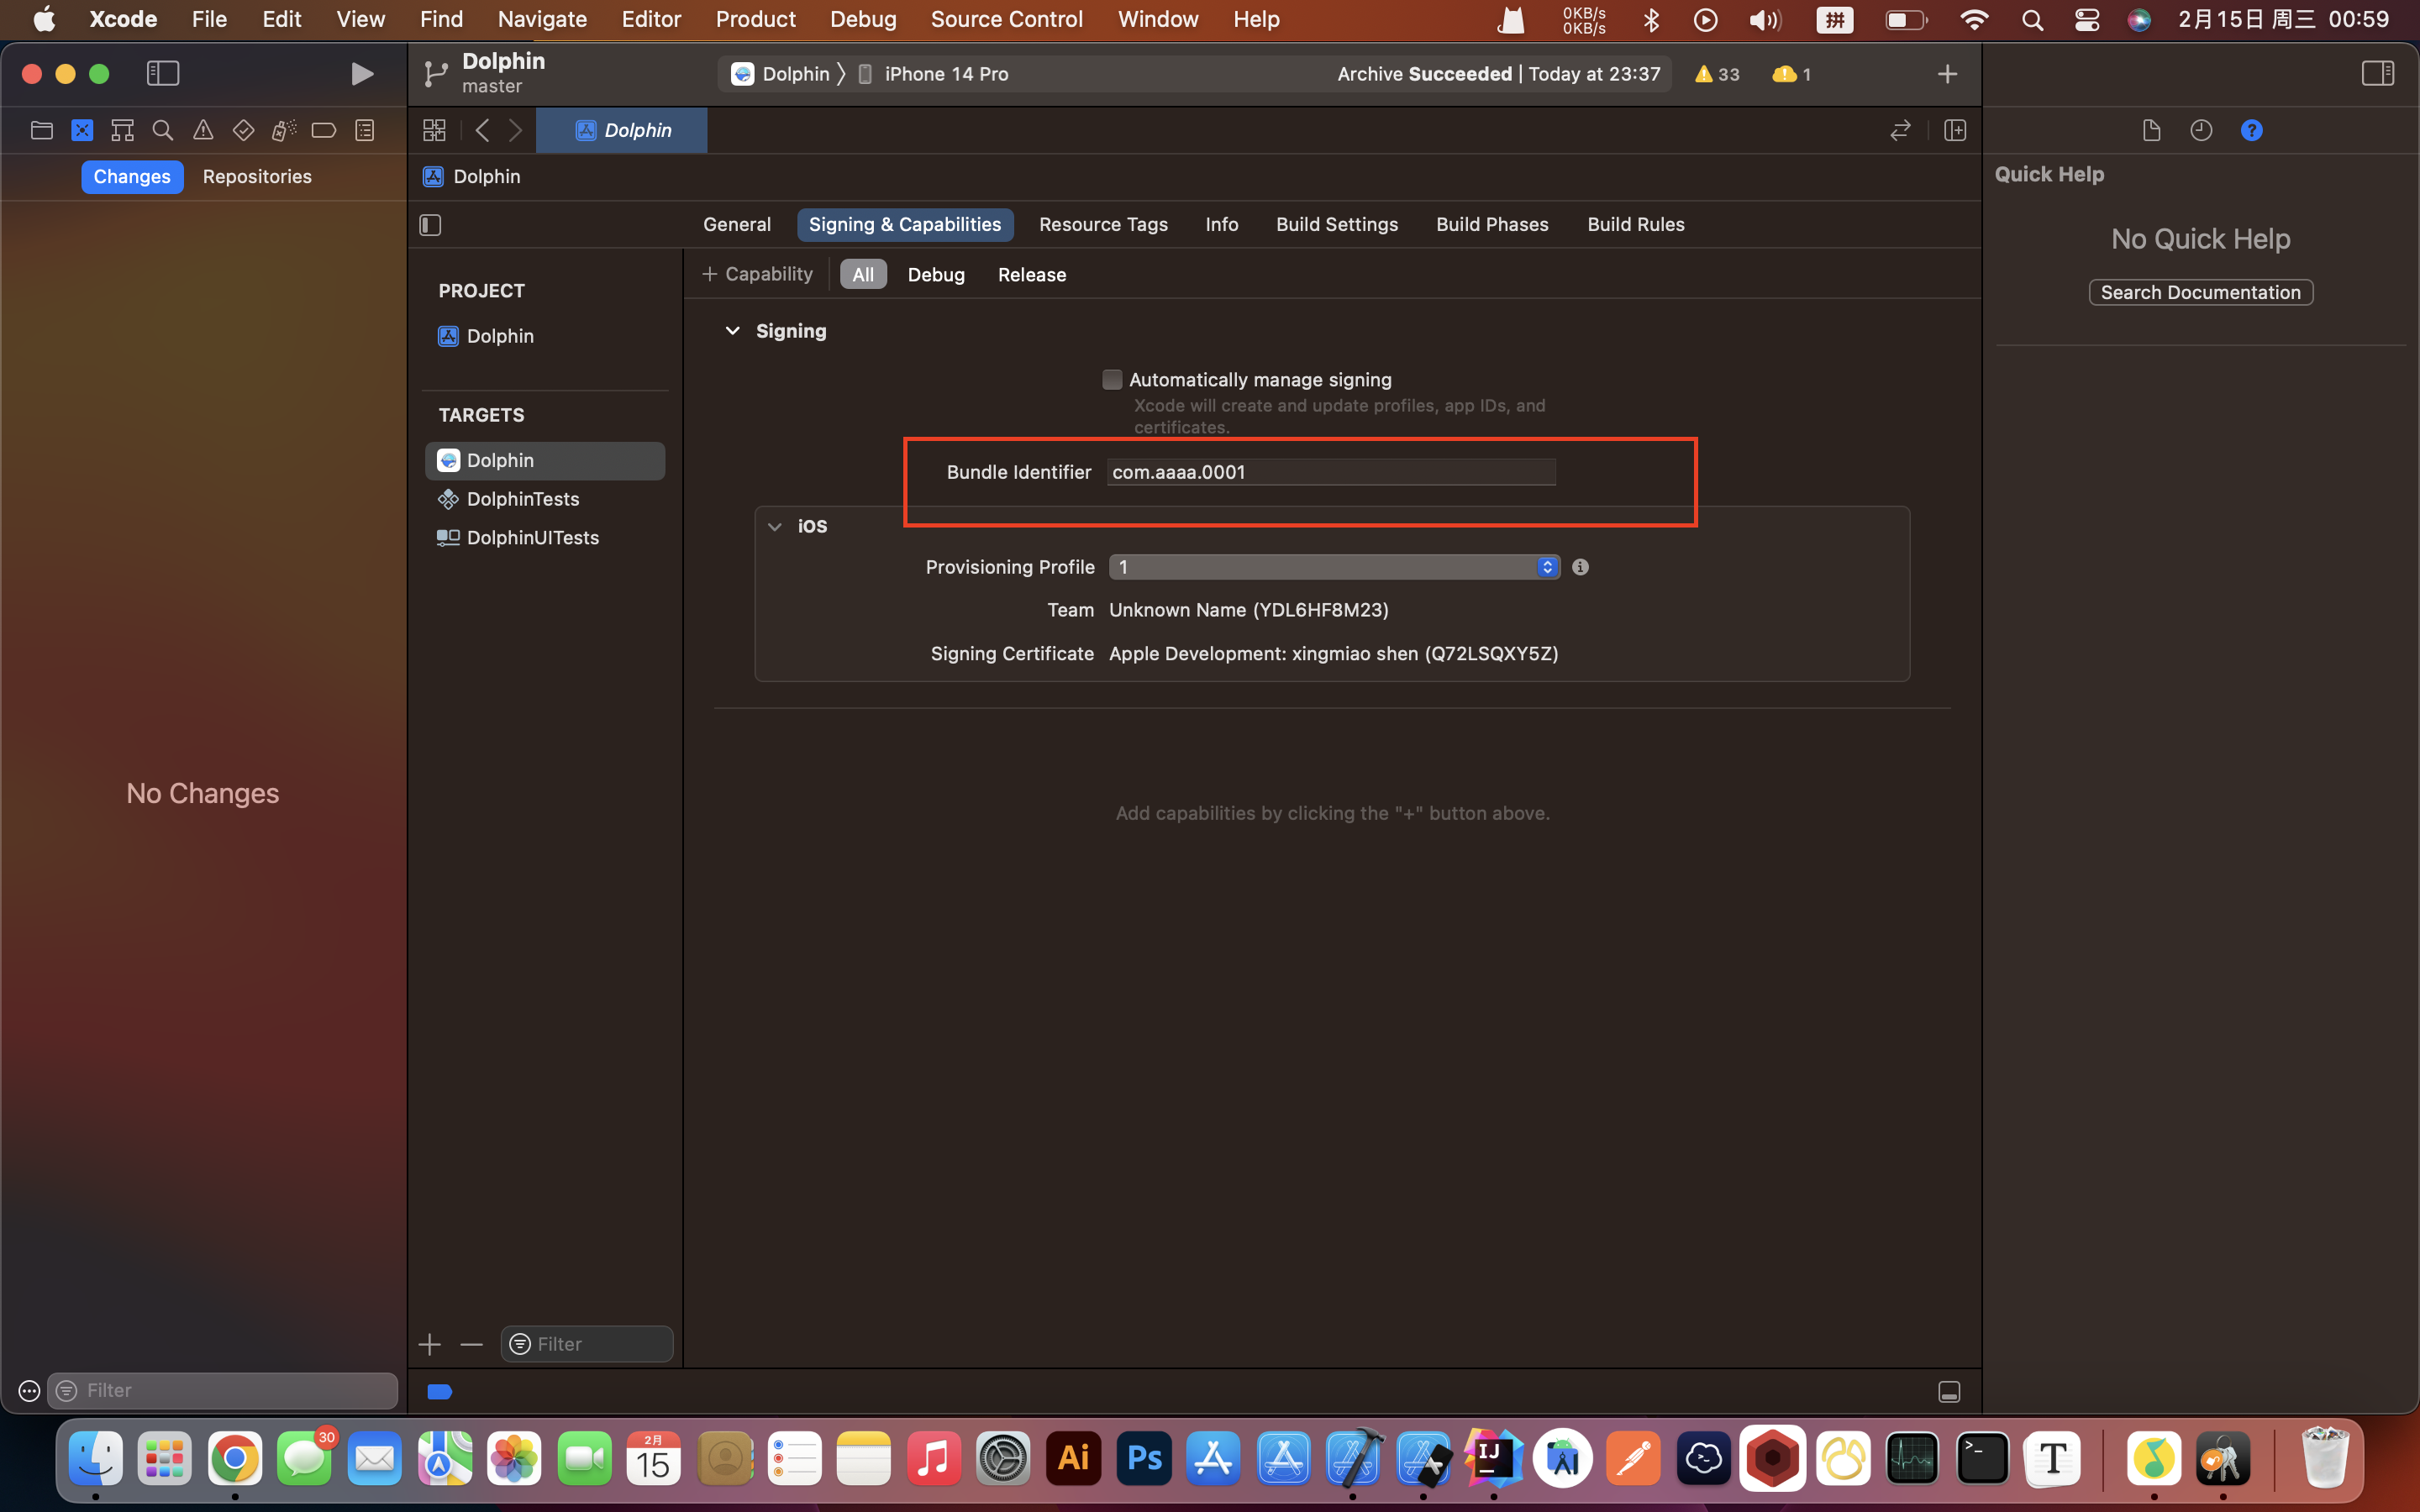 Xcode File Edit View Find Navigate Editor Product Debug Source Control Window Help
0KB/s
0KB/s
拼
2月15日 周三 00:59
Dolphin
master
Dolphin 〉 iPhone 14 Pro
Archive Succeeded | Today at 23:37
33
1
Dolphin
Changes
Repositories
Dolphin
General
Signing & Capabilities
Resource Tags
Info
Build Settings
Build Phases
Build Rules
+ Capability
All
Debug
Release
PROJECT
Dolphin
TARGETS
Dolphin
DolphinTests
DolphinUITests
Signing
Automatically manage signing
Xcode will create and update profiles, app IDs, and
certificates.
Bundle Identifier com.aaaa.0001
iOS
Provisioning Profile 1
Team Unknown Name (YDL6HF8M23)
Signing Certificate Apple Development: xingmiao shen (Q72LSQXY5Z)
Add capabilities by clicking the "+" button above.
No Changes
Quick Help
No Quick Help
Search Documentation
Filter
Filter
30
2月
15
Ai
Ps
IJ
>_
T